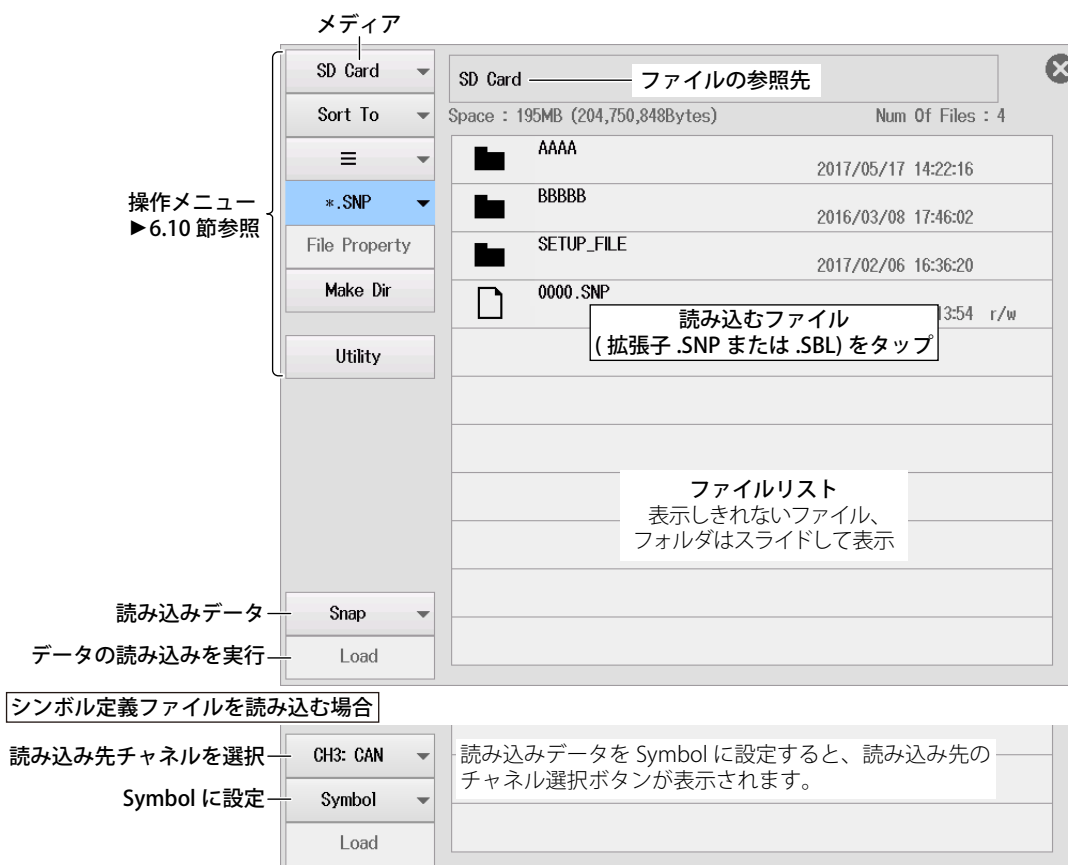 メディア
SD Card
SD Card
ファイルの参照先
Sort To
Space : 195MB (204,750,848Bytes)
Num Of Files : 4
AAAA
2017/05/17 14:22:16
操作メニュー
▶6.10 節参照
*.SNP
BBBBB
2016/03/08 17:46:02
File Property
SETUP_FILE
2017/02/06 16:36:20
Make Dir
0000.SNP
13:54 r/w
読み込むファイル
( 拡張子 .SNP または .SBL) をタップ
Utility
ファイルリスト
表示しきれないファイル、
フォルダはスライドして表示
読み込みデータ
Snap
データの読み込みを実行
Load
シンボル定義ファイルを読み込む場合
読み込み先チャネルを選択
CH3: CAN
読み込みデータを Symbol に設定すると、読み込み先の
チャネル選択ボタンが表示されます。
Symbol に設定
Symbol
Load